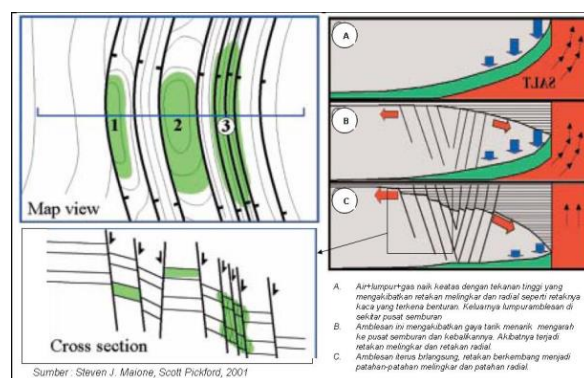 1
2
3
Map view
Cross section
Sumber : Steven J. Maione, Scott Pickford, 2001
A
SALT
B
C
A. Air+lumpur+gas naik keatas dengan tekanan tinggi yang
mengakibatkan retakan melingkar dan radial seperti retaknya
kaca yang terkena benturan. Keluarnya lumpuramblesan di
sekitar pusat semburan
B. Amblesan ini mengakibatkan gaya tarik menarik mengarah
ke pusat semburan dan kebalikannya. Akibatnya terjadi
retakan melingkar dan retakan radial.
C. Amblesan iterus brlangsung, retakan berkembang menjadi
patahan-patahan melingkar dan patahan radial.